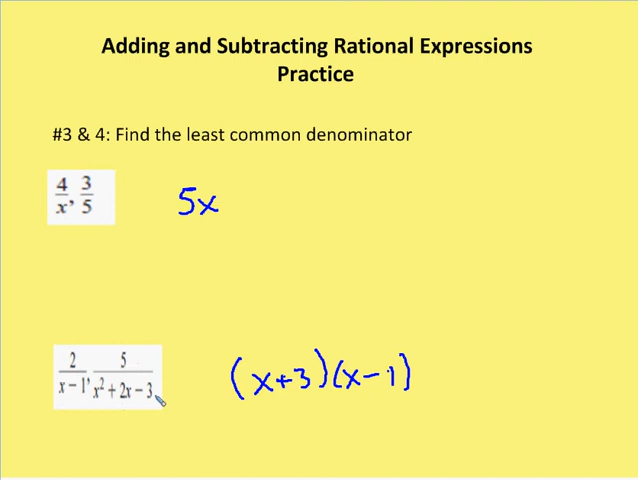 Adding and Subtracting Rational Expressions
Practice
#3 & 4: Find the least common denominator
4/x, 3/5 5x
2/x − 1, 5/x² + 2x − 3 (x+3)(x−1)